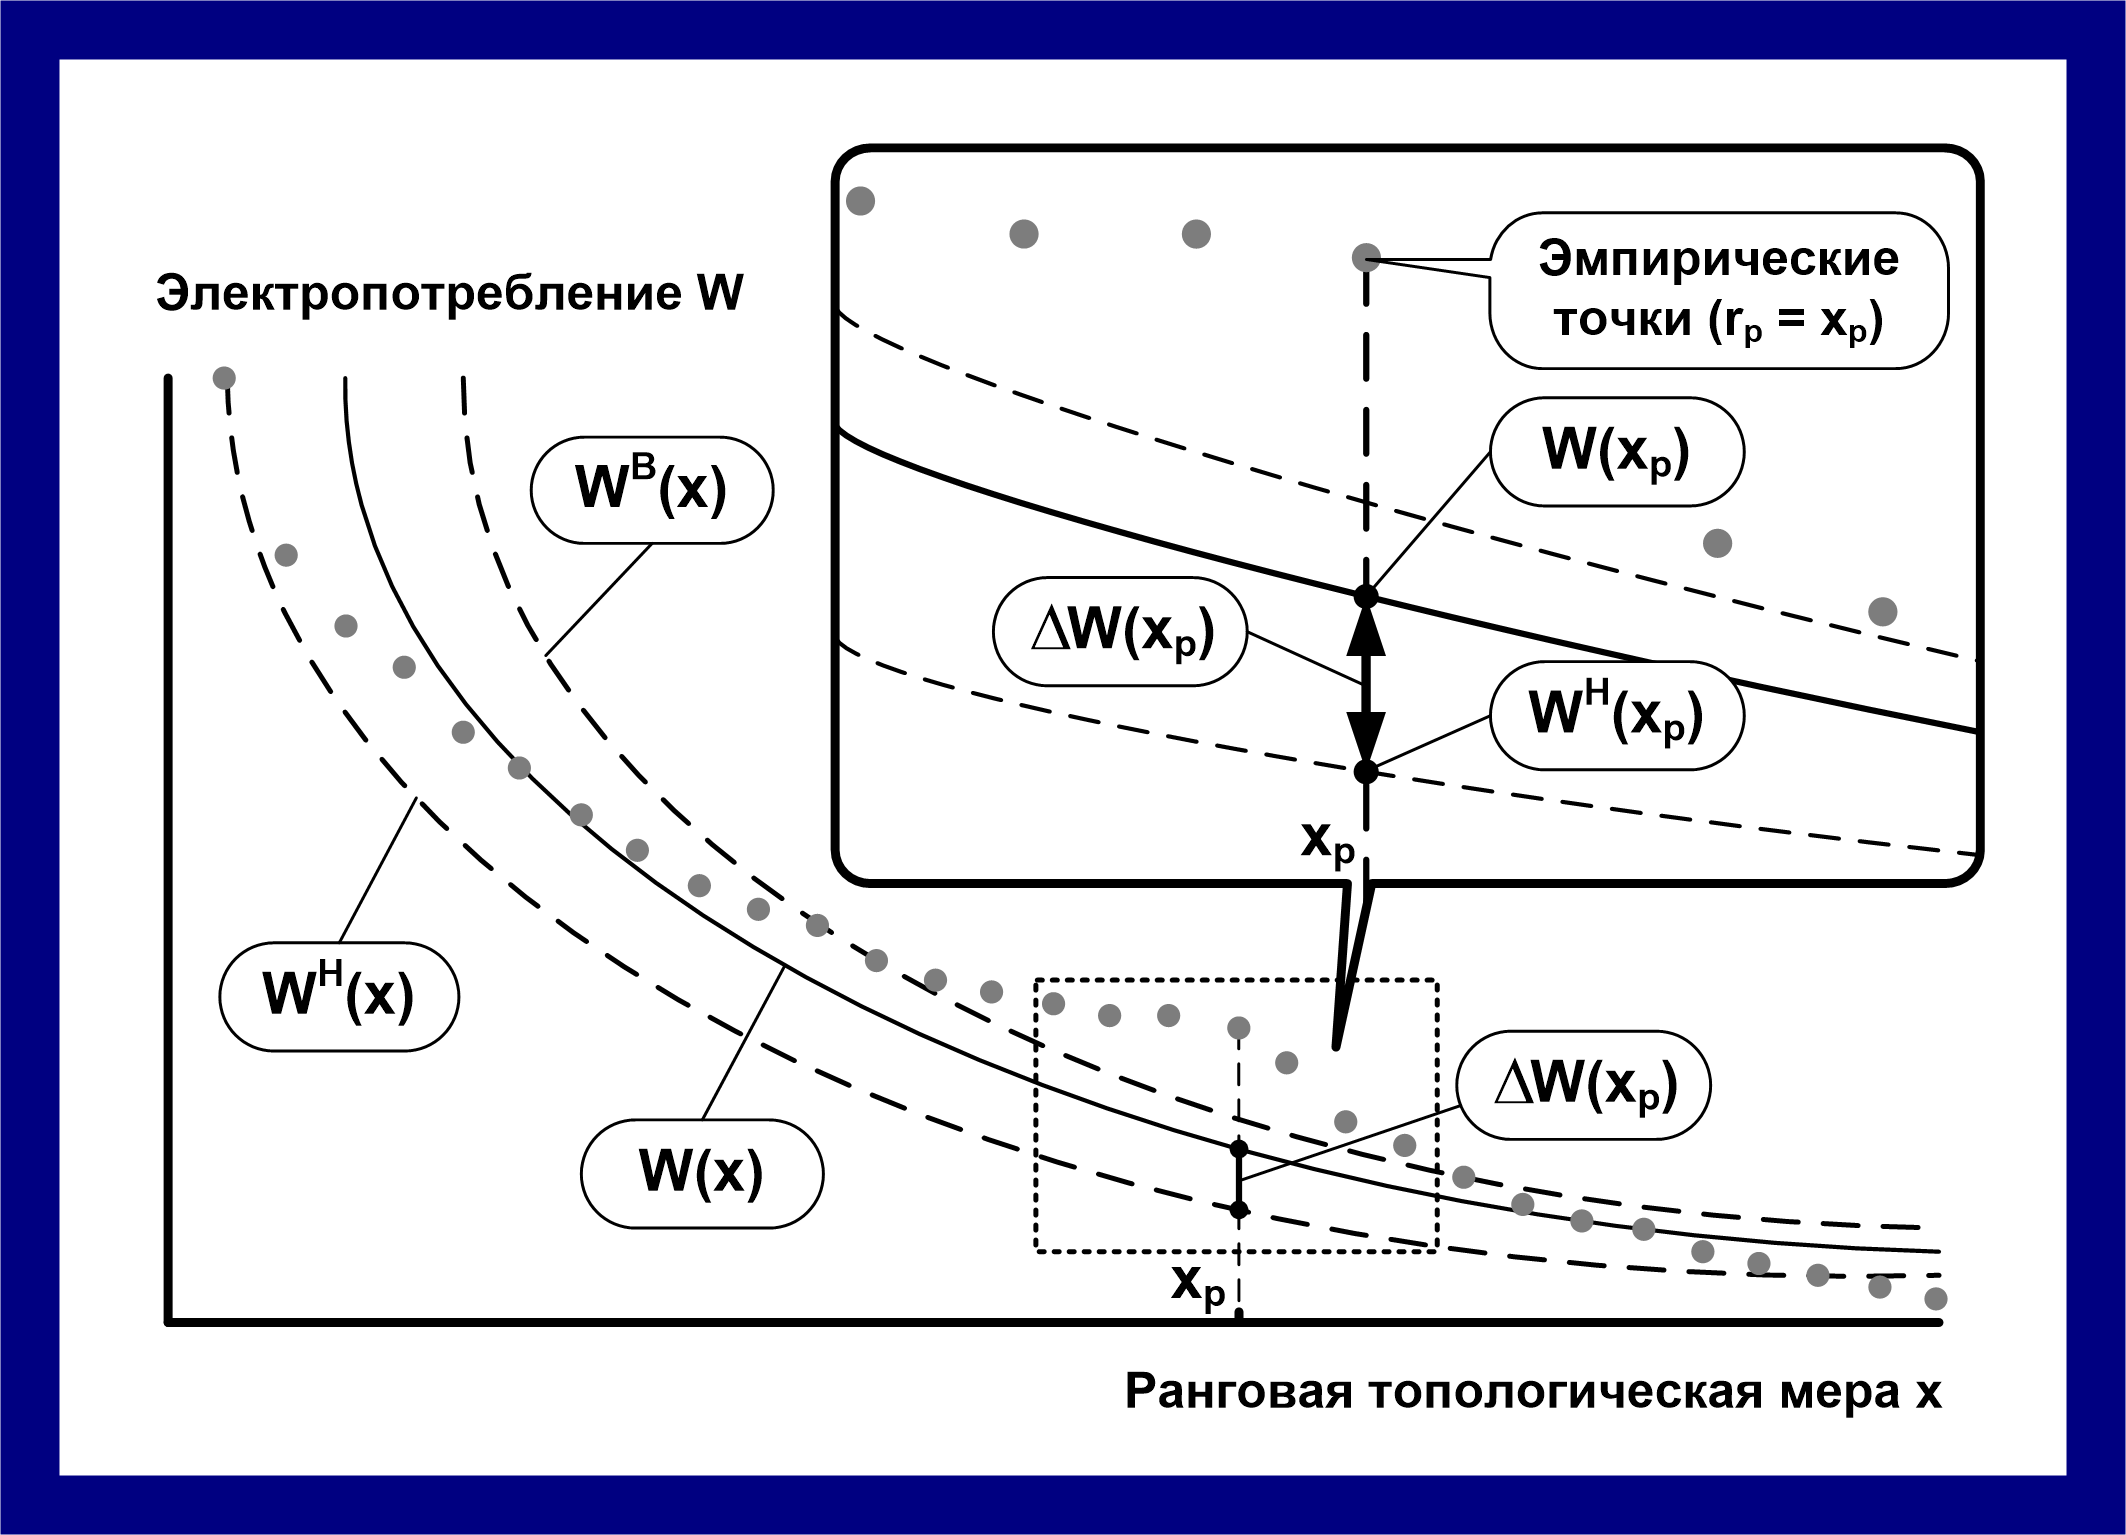 Электропотребление W
Эмпирические
точки (rₚ = xₚ)
W(xₚ)
Wᴮ(x)
ΔW(xₚ)
Wᴴ(xₚ)
xₚ
Wᴴ(x)
ΔW(xₚ)
W(x)
xₚ
Ранговая топологическая мера x